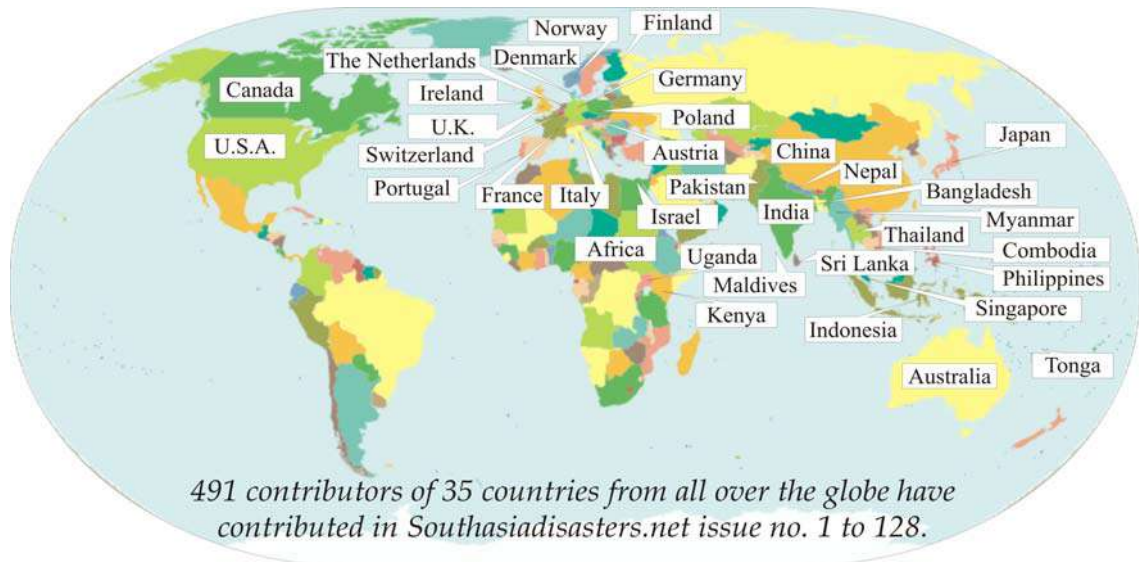 Norway
Finland
The Netherlands
Denmark
Germany
Canada
Ireland
Poland
U.K.
Japan
U.S.A.
Switzerland
Austria
China
Nepal
Portugal
France
Italy
Pakistan
Bangladesh
Israel
India
Myanmar
Thailand
Africa
Uganda
Sri Lanka
Combodia
Maldives
Philippines
Kenya
Singapore
Indonesia
Australia
Tonga
491 contributors of 35 countries from all over the globe have
contributed in Southasiadisasters.net issue no. 1 to 128.